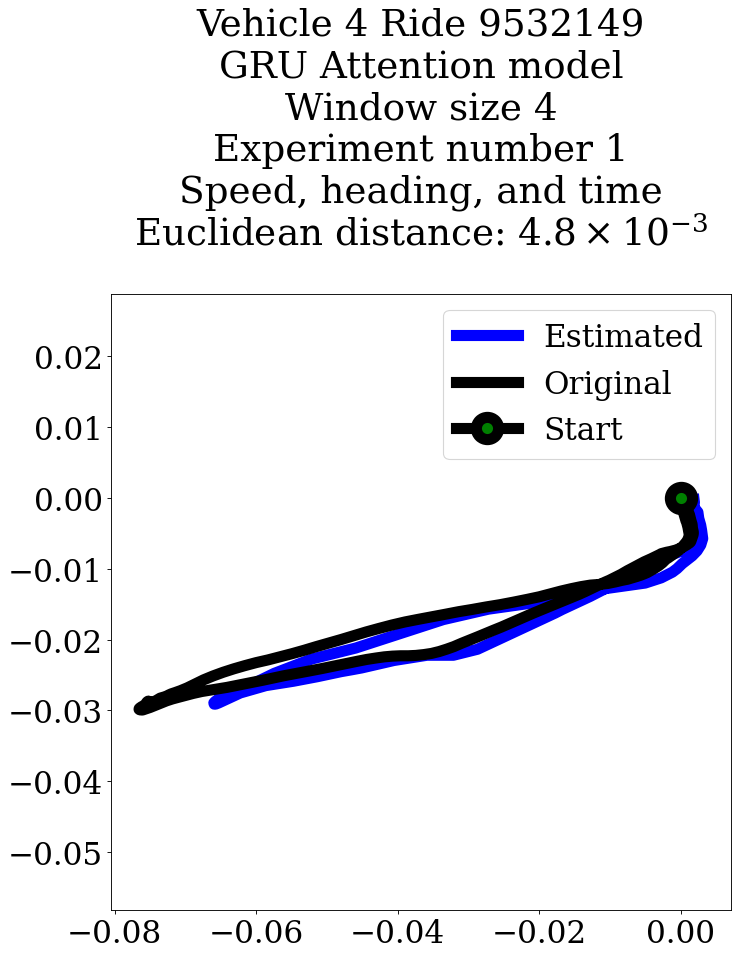 Vehicle 4 Ride 9532149
GRU Attention model
Window size 4
Experiment number 1
Speed, heading, and time
Euclidean distance: 4.8 × 10⁻³
Estimated
Original
Start
0.02
0.01
0.00
−0.01
−0.02
−0.03
−0.04
−0.05
−0.08 −0.06 −0.04 −0.02 0.00